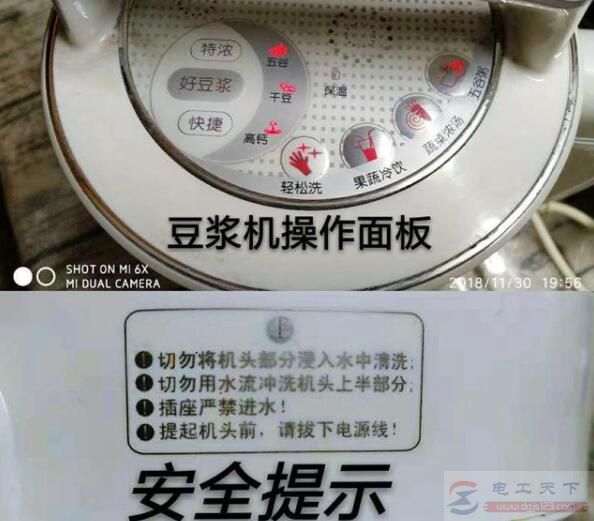 特浓
五谷
好豆浆
干豆
快捷
高钙
保温
轻松洗
果蔬冷饮
蔬菜浓汤
五谷粥
豆浆机操作面板
SHOT ON MI 6X
MI DUAL CAMERA
2018/11/30 19:56
切勿将机头部分浸入水中清洗;
切勿用水流冲洗机头上半部分;
插座严禁进水!
提起机头前，请拔下电源线!
安全提示
电工天下
www.dgjs123.com